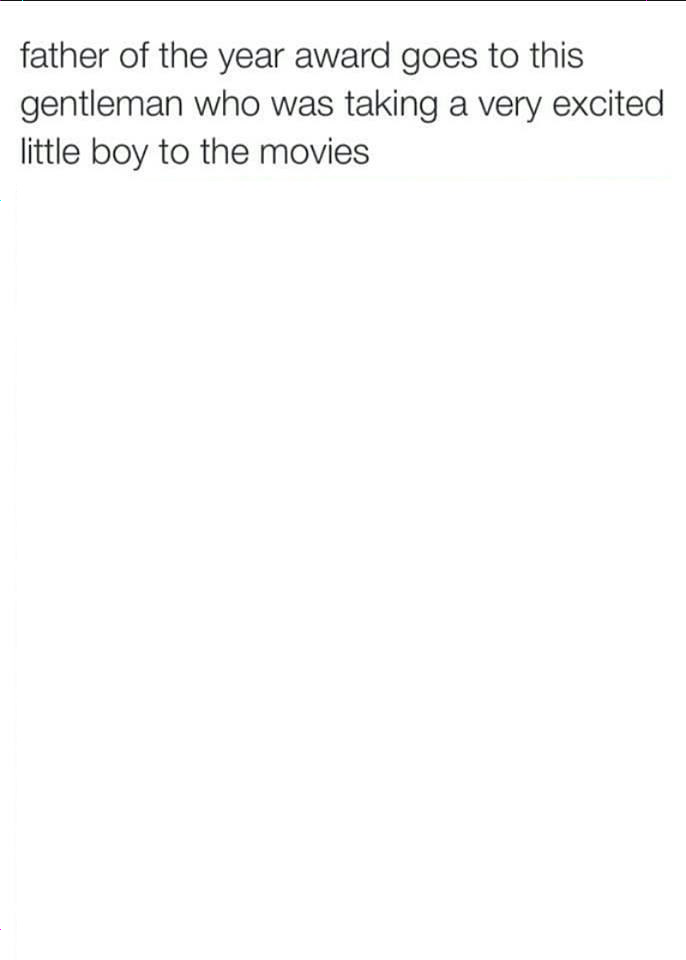 father of the year award goes to this
gentleman who was taking a very excited
little boy to the movies